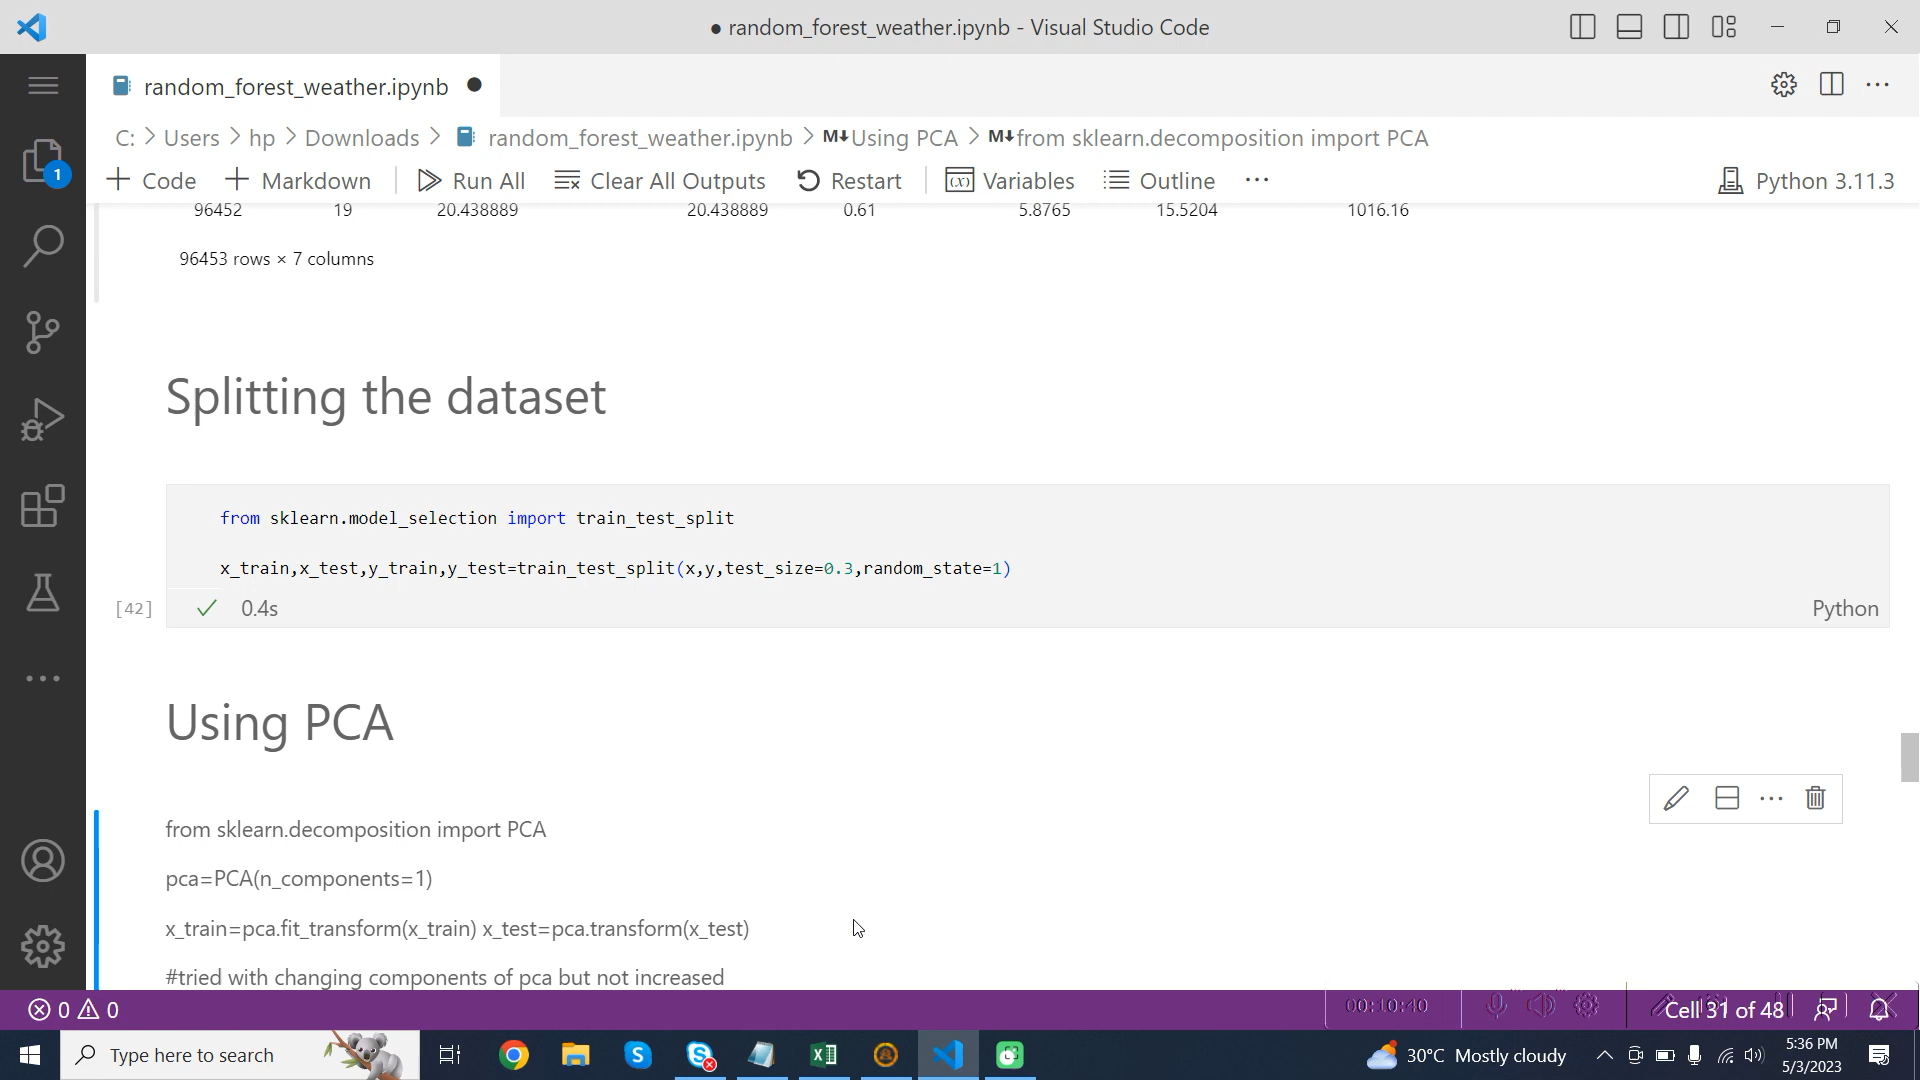 ● random_forest_weather.ipynb - Visual Studio Code
random_forest_weather.ipynb ●
C: > Users > hp > Downloads > random_forest_weather.ipynb > M↓Using PCA > M↓from sklearn.decomposition import PCA
+ Code + Markdown Run All Clear All Outputs Restart (x) Variables Outline ··· Python 3.11.3
96452 19 20.438889 20.438889 0.61 5.8765 15.5204 1016.16
96453 rows × 7 columns
Splitting the dataset
from sklearn.model_selection import train_test_split
x_train,x_test,y_train,y_test=train_test_split(x,y,test_size=0.3,random_state=1)
[42] ✓ 0.4s Python
Using PCA
from sklearn.decomposition import PCA
pca=PCA(n_components=1)
x_train=pca.fit_transform(x_train) x_test=pca.transform(x_test)
#tried with changing components of pca but not increased
1
0 0 00:10:40 Cell 31 of 48
Type here to search 30°C Mostly cloudy 5:36 PM
5/3/2023